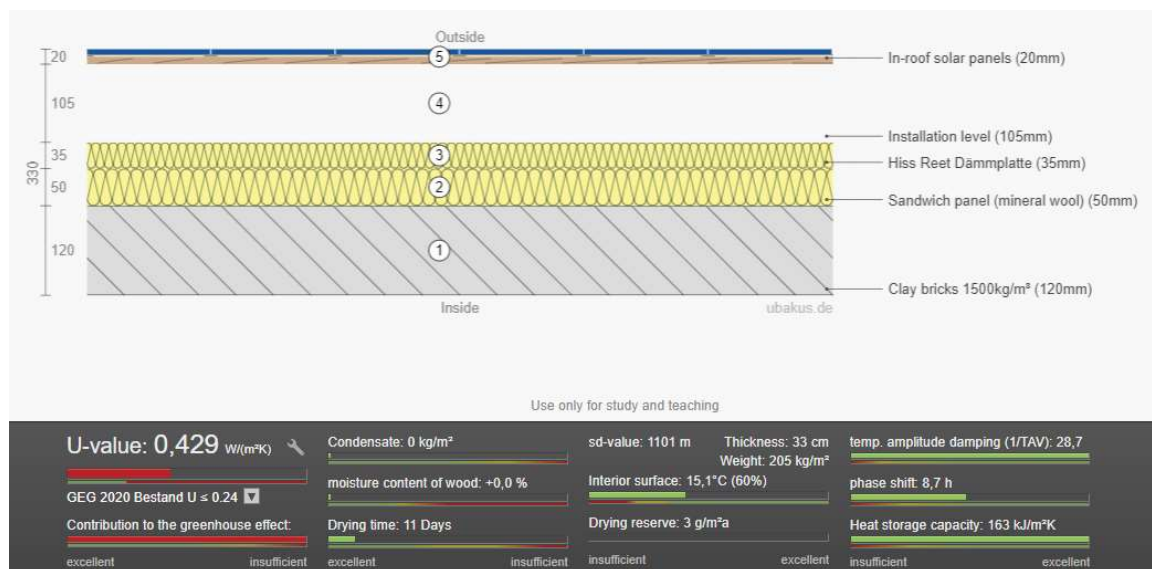 Outside
20
105
35
50
120
330
5
4
3
2
1
In-roof solar panels (20mm)
Installation level (105mm)
Hiss Reet Dämmplatte (35mm)
Sandwich panel (mineral wool) (50mm)
Clay bricks 1500kg/m³ (120mm)
Inside
ubakus.de
Use only for study and teaching
U-value: 0,429 W/(m²K)
GEG 2020 Bestand U ≤ 0.24
Contribution to the greenhouse effect:
excellent insufficient
Condensate: 0 kg/m²
moisture content of wood: +0,0 %
Drying time: 11 Days
excellent insufficient
sd-value: 1101 m Thickness: 33 cm
Weight: 205 kg/m²
Interior surface: 15,1°C (60%)
Drying reserve: 3 g/m²a
insufficient excellent
temp. amplitude damping (1/TAV): 28,7
phase shift: 8,7 h
Heat storage capacity: 163 kJ/m²K
insufficient excellent